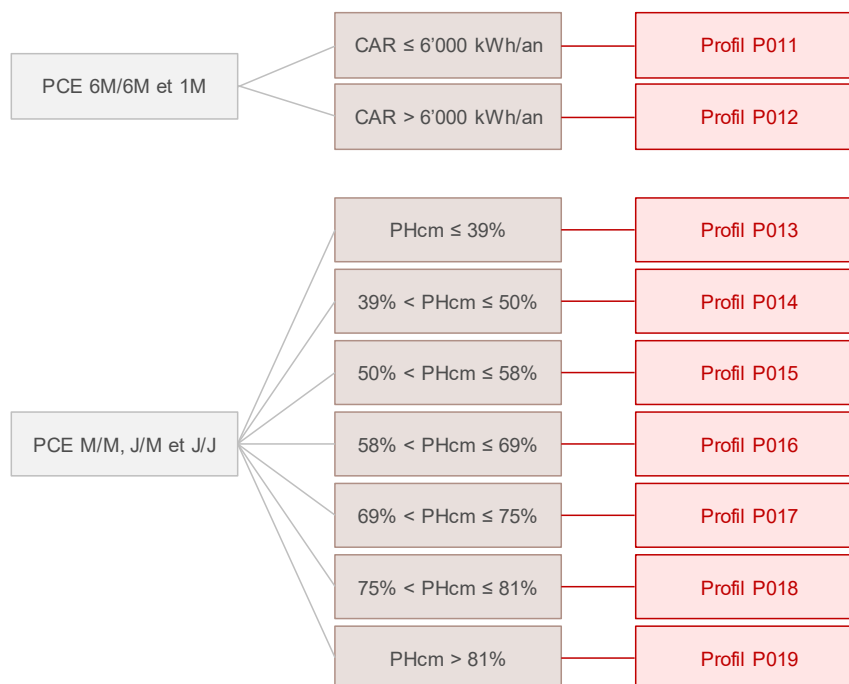 CAR ≤ 6’000 kWh/an
Profil P011
PCE 6M/6M et 1M
CAR > 6’000 kWh/an
Profil P012
PHcm ≤ 39%
Profil P013
39% < PHcm ≤ 50%
Profil P014
50% < PHcm ≤ 58%
Profil P015
PCE M/M, J/M et J/J
58% < PHcm ≤ 69%
Profil P016
69% < PHcm ≤ 75%
Profil P017
75% < PHcm ≤ 81%
Profil P018
PHcm > 81%
Profil P019